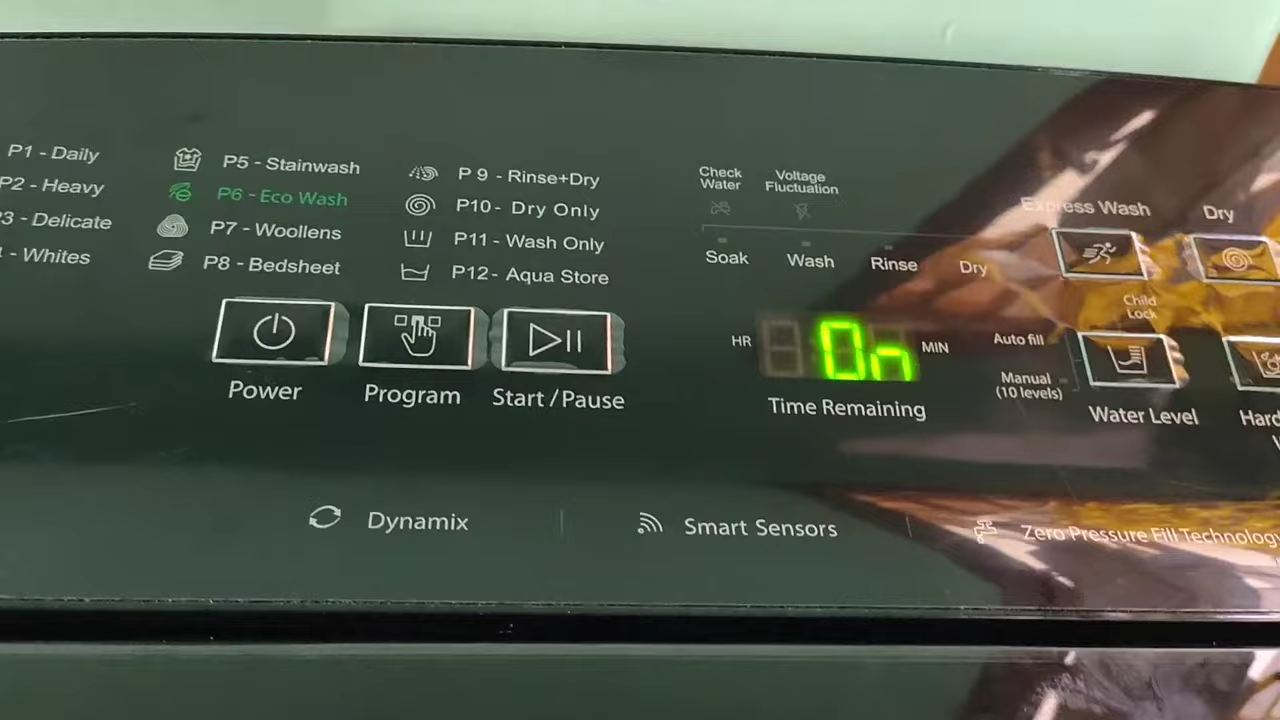 P1 - Daily
P2 - Heavy
3 - Delicate
- Whites
P5 - Stainwash
P6 - Eco Wash
P7 - Woollens
P8 - Bedsheet
P 9 - Rinse+Dry
P10 - Dry Only
P11 - Wash Only
P12 - Aqua Store
Check
Water
Voltage
Fluctuation
Soak
Wash
Rinse
Dry
Express Wash
Dry
Child
Lock
HR
On
MIN
Time Remaining
Auto fill
Manual
(10 levels)
Water Level
Hard
Power
Program
Start / Pause
Dynamix
Smart Sensors
Zero Pressure Fill Technology